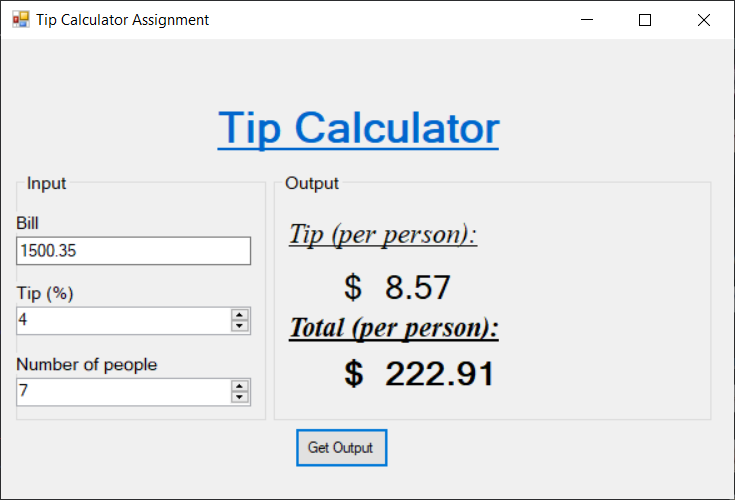 Tip Calculator Assignment
Tip Calculator
Input
Bill
1500.35
Tip (%)
4
Number of people
7
Output
Tip (per person):
$ 8.57
Total (per person):
$ 222.91
Get Output